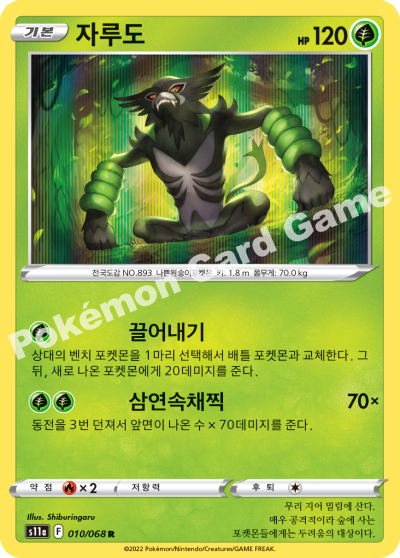 기본 자루도 HP 120
전국도감 NO.893 나쁜원숭이포켓몬 키: 1.8 m 몸무게: 70.0 kg
Pokémon Card Game
끌어내기
상대의 벤치 포켓몬을 1마리 선택해서 배틀 포켓몬과 교체한다. 그
뒤, 새로 나온 포켓몬에게 20데미지를 준다.
삼연속채찍 70×
동전을 3번 던져서 앞면이 나온 수 × 70데미지를 준다.
약점 ×2 저항력 후퇴
Illus. Shiburingaru
s11a F 010/068 R
무리 지어 밀림에 산다.
매우 공격적이라 숲에 사는
포켓몬들에게는 두려움의 대상이다.
©2022 Pokémon/Nintendo/Creatures/GAME FREAK.